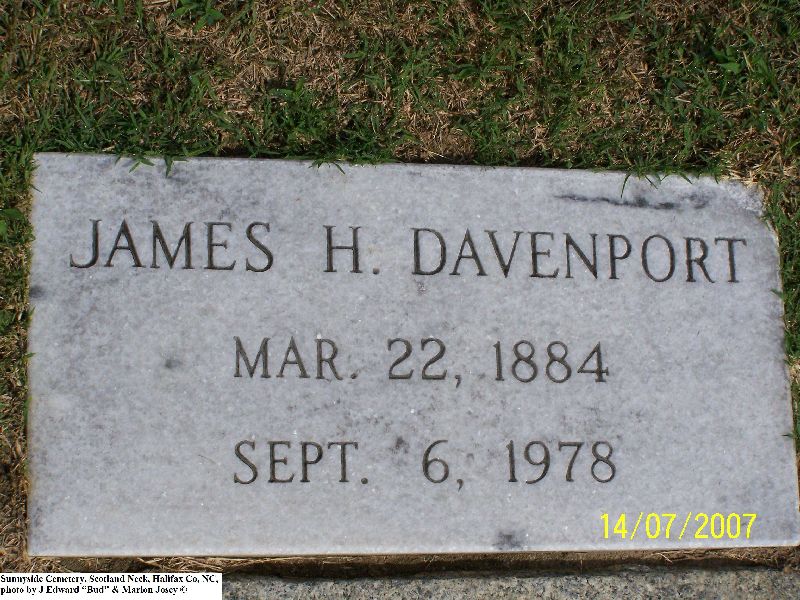 JAMES H. DAVENPORT
MAR. 22, 1884
SEPT. 6, 1978
14/07/2007
Sunnyside Cemetery, Scotland Neck, Halifax Co, NC,
photo by J Edward "Bud" & Marion Josey ©